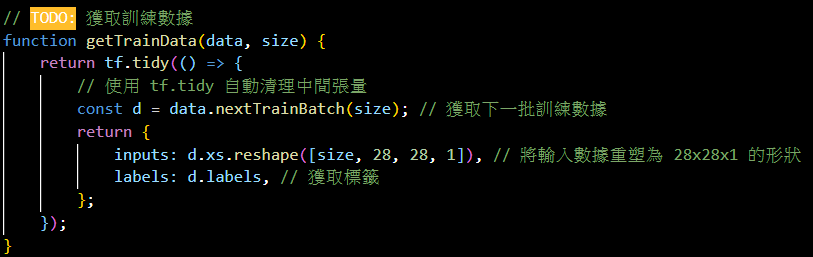 // TODO: 獲取訓練數據
function getTrainData(data, size) {
    return tf.tidy(() => {
        // 使用 tf.tidy 自動清理中間張量
        const d = data.nextTrainBatch(size); // 獲取下一批訓練數據
        return {
            inputs: d.xs.reshape([size, 28, 28, 1]), // 將輸入數據重塑為 28x28x1 的形狀
            labels: d.labels, // 獲取標籤
        };
    });
}